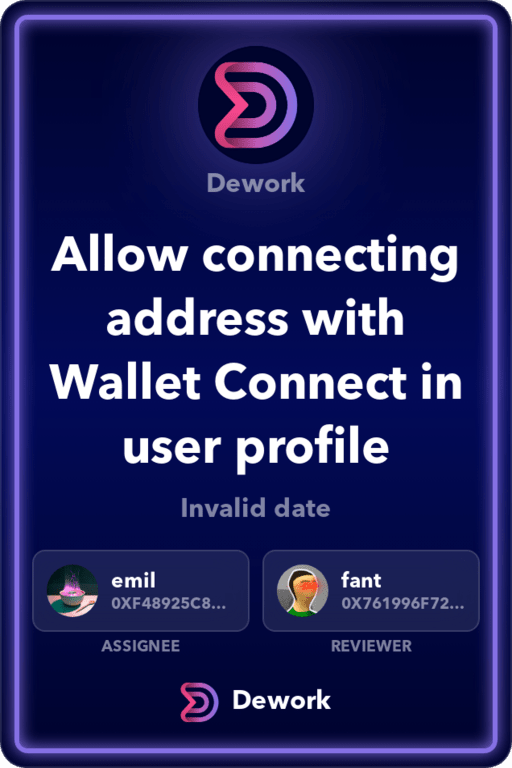 Dework
Allow connecting
address with
Wallet Connect in
user profile
Invalid date
emil
0XF48925C8...
ASSIGNEE
fant
0X761996F72...
REVIEWER
Dework